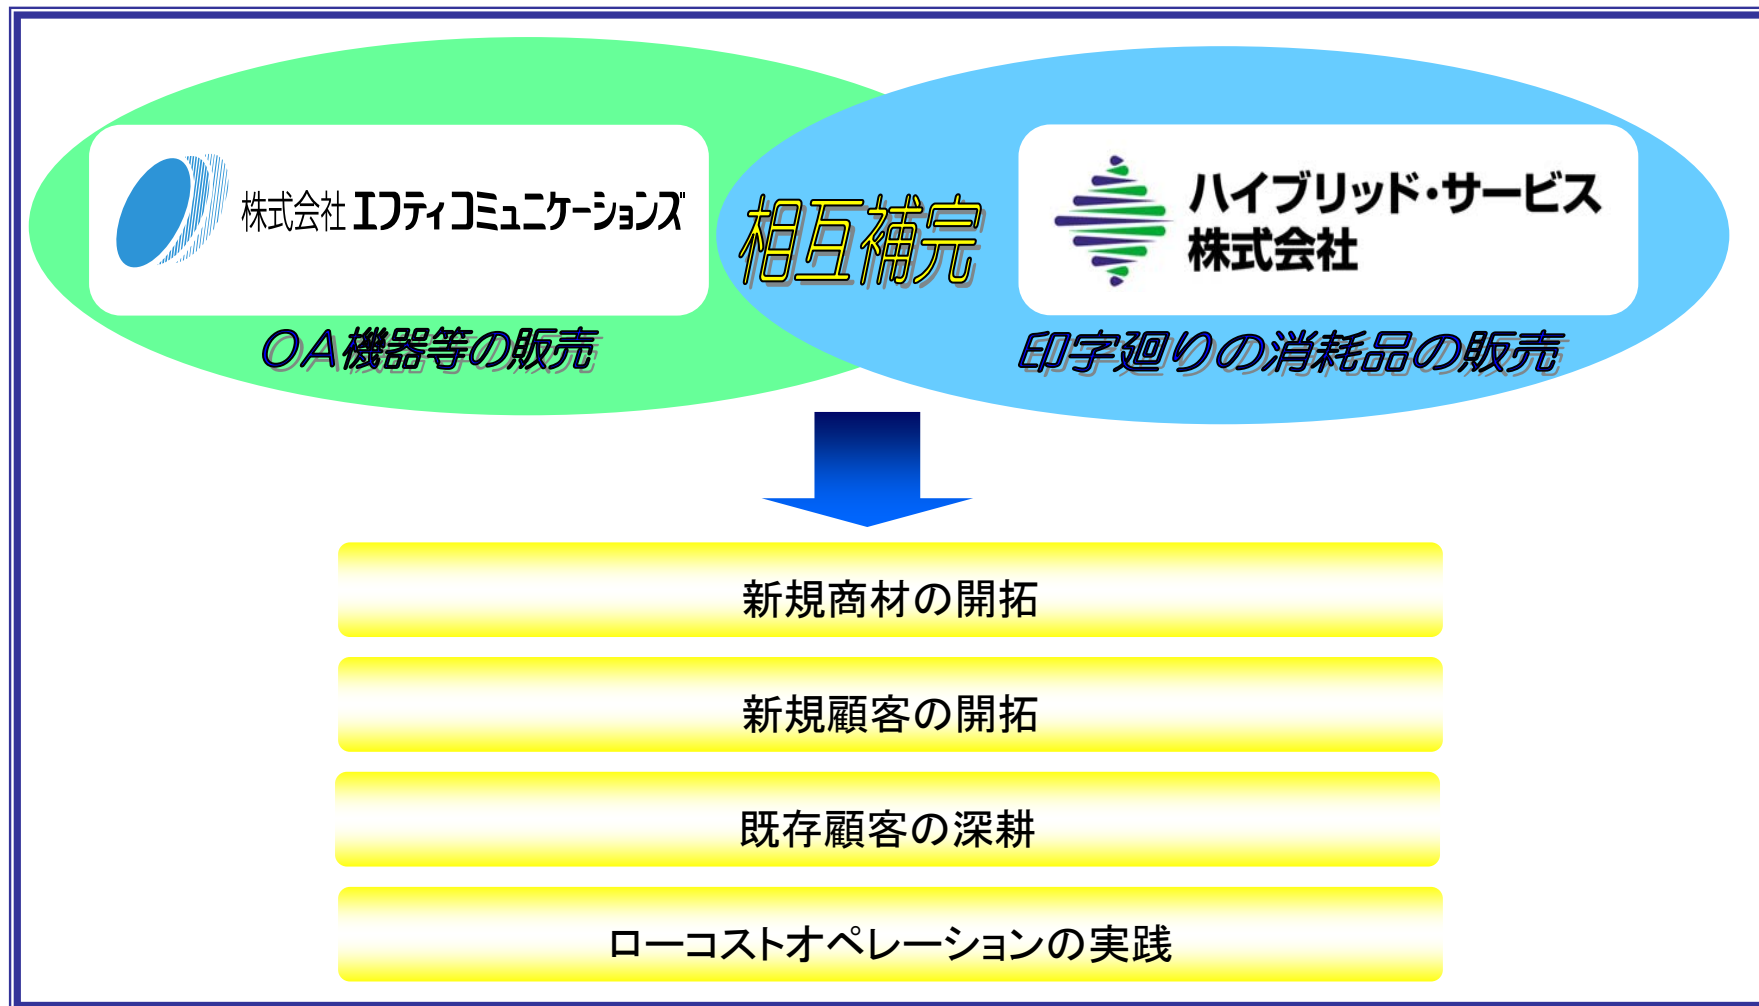 株式会社 エフティコミュニケーションズ
OA機器等の販売
相互補完
ハイブリッド・サービス
株式会社
印字廻りの消耗品の販売
新規商材の開拓
新規顧客の開拓
既存顧客の深耕
ローコストオペレーションの実践